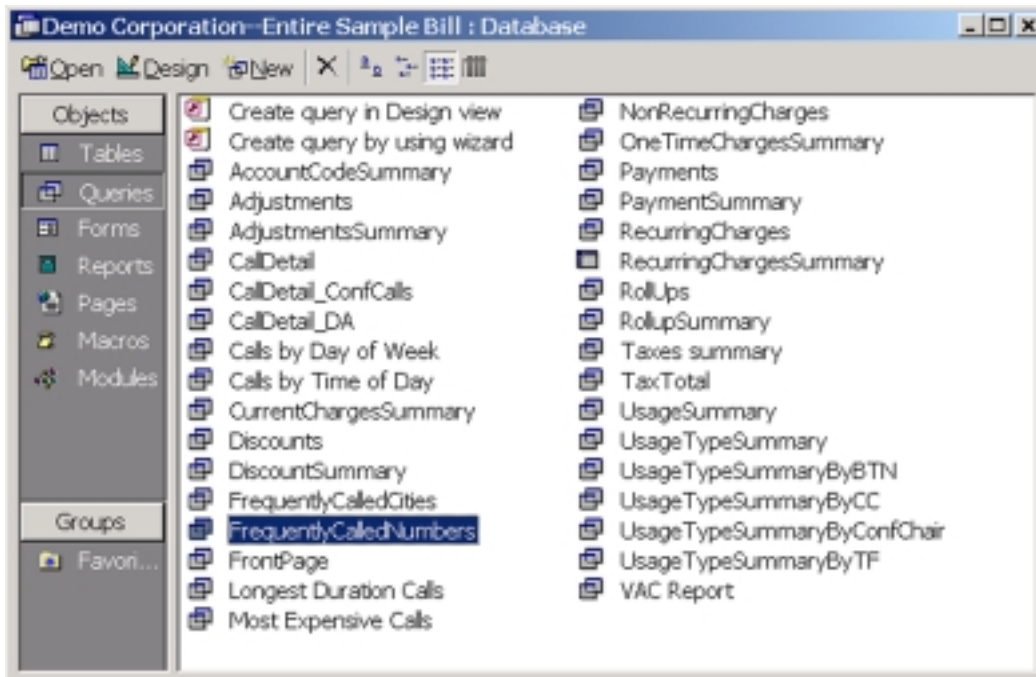 Demo Corporation--Entire Sample Bill : Database
Open Design New
Objects
Tables
Queries
Forms
Reports
Pages
Macros
Modules
Groups
Favori...
Create query in Design view
Create query by using wizard
AccountCodeSummary
Adjustments
AdjustmentsSummary
CallDetail
CallDetail_ConfCalls
CallDetail_DA
Calls by Day of Week
Calls by Time of Day
CurrentChargesSummary
Discounts
DiscountSummary
FrequentlyCalledCities
FrequentlyCalledNumbers
FrontPage
Longest Duration Calls
Most Expensive Calls
NonRecurringCharges
OneTimeChargesSummary
Payments
PaymentSummary
RecurringCharges
RecurringChargesSummary
RollUps
RollupSummary
Taxes summary
TaxTotal
UsageSummary
UsageTypeSummary
UsageTypeSummaryByBTN
UsageTypeSummaryByCC
UsageTypeSummaryByConfChair
UsageTypeSummaryByTF
VAC Report